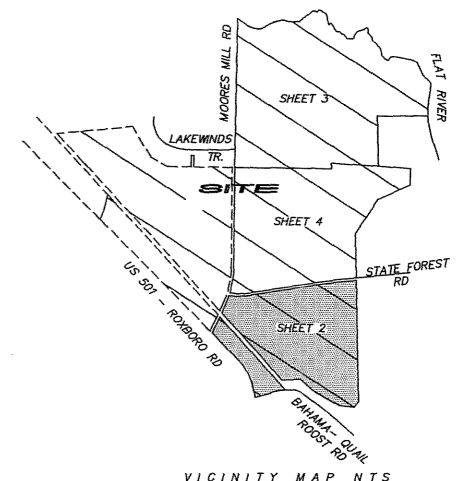 MOORES MILL RD
FLAT RIVER
SHEET 3
LAKEWINDS
TR.
SITE
SHEET 4
STATE FOREST
RD
US 501 - ROXBORO RD
SHEET 2
BAHAMA- QUAIL
ROOST RD
VICINITY MAP NTS